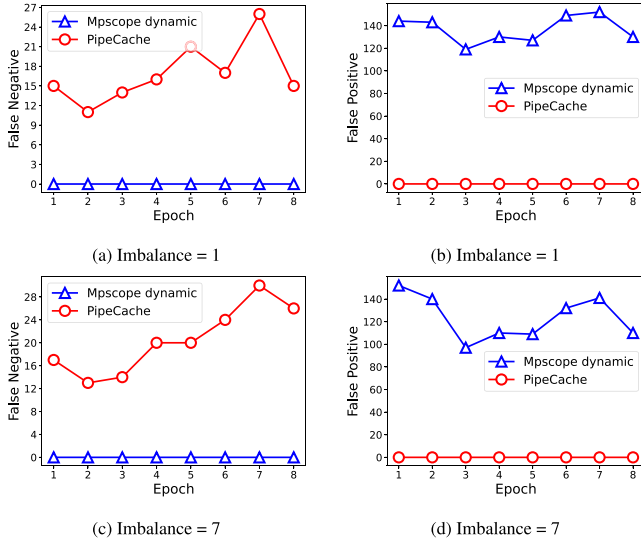 27
24
21
18
15
12
9
6
3
0
False Negative
Mpscope dynamic
PipeCache
1 2 3 4 5 6 7 8
Epoch
(a) Imbalance = 1
140
120
100
80
60
40
20
0
False Positive
Mpscope dynamic
PipeCache
1 2 3 4 5 6 7 8
Epoch
(b) Imbalance = 1
28
24
20
16
12
8
4
0
False Negative
Mpscope dynamic
PipeCache
1 2 3 4 5 6 7 8
Epoch
(c) Imbalance = 7
140
120
100
80
60
40
20
0
False Positive
Mpscope dynamic
PipeCache
1 2 3 4 5 6 7 8
Epoch
(d) Imbalance = 7